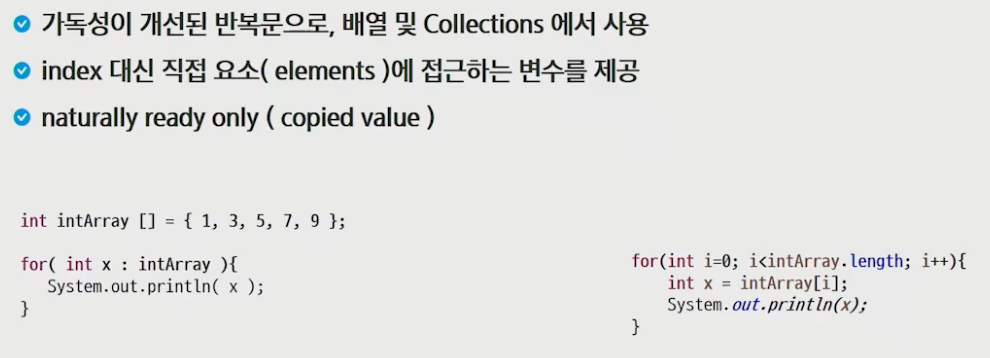 가독성이 개선된 반복문으로, 배열 및 Collections 에서 사용
index 대신 직접 요소( elements )에 접근하는 변수를 제공
naturally ready only ( copied value )
int intArray [] = { 1, 3, 5, 7, 9 };
for( int x : intArray ){
System.out.println( x );
}
for(int i=0; i<intArray.length; i++){
int x = intArray[i];
System.out.println(x);
}